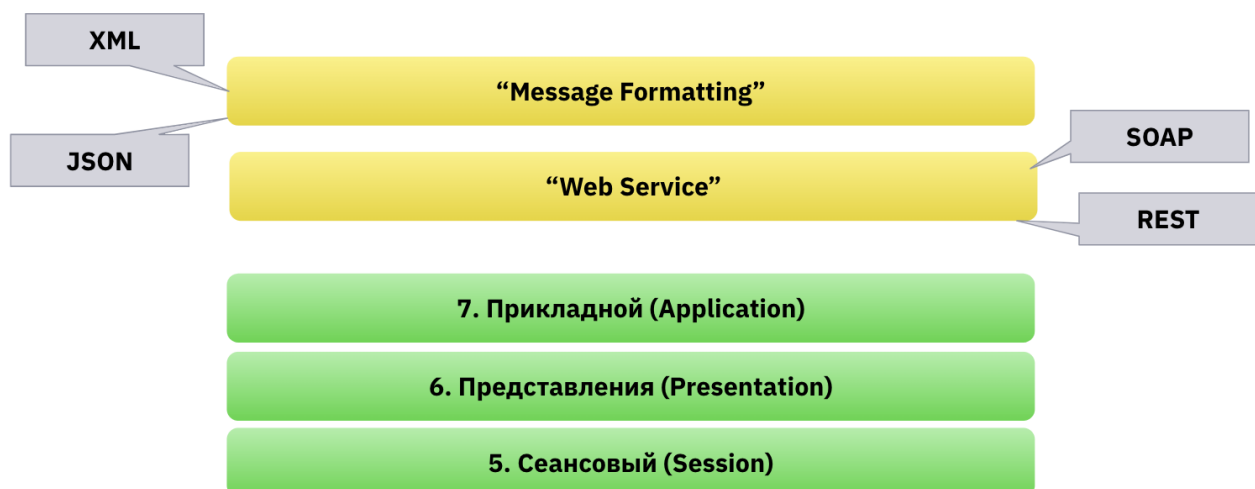 XML
“Message Formatting”
JSON
SOAP
“Web Service”
REST
7. Прикладной (Application)
6. Представления (Presentation)
5. Сеансовый (Session)